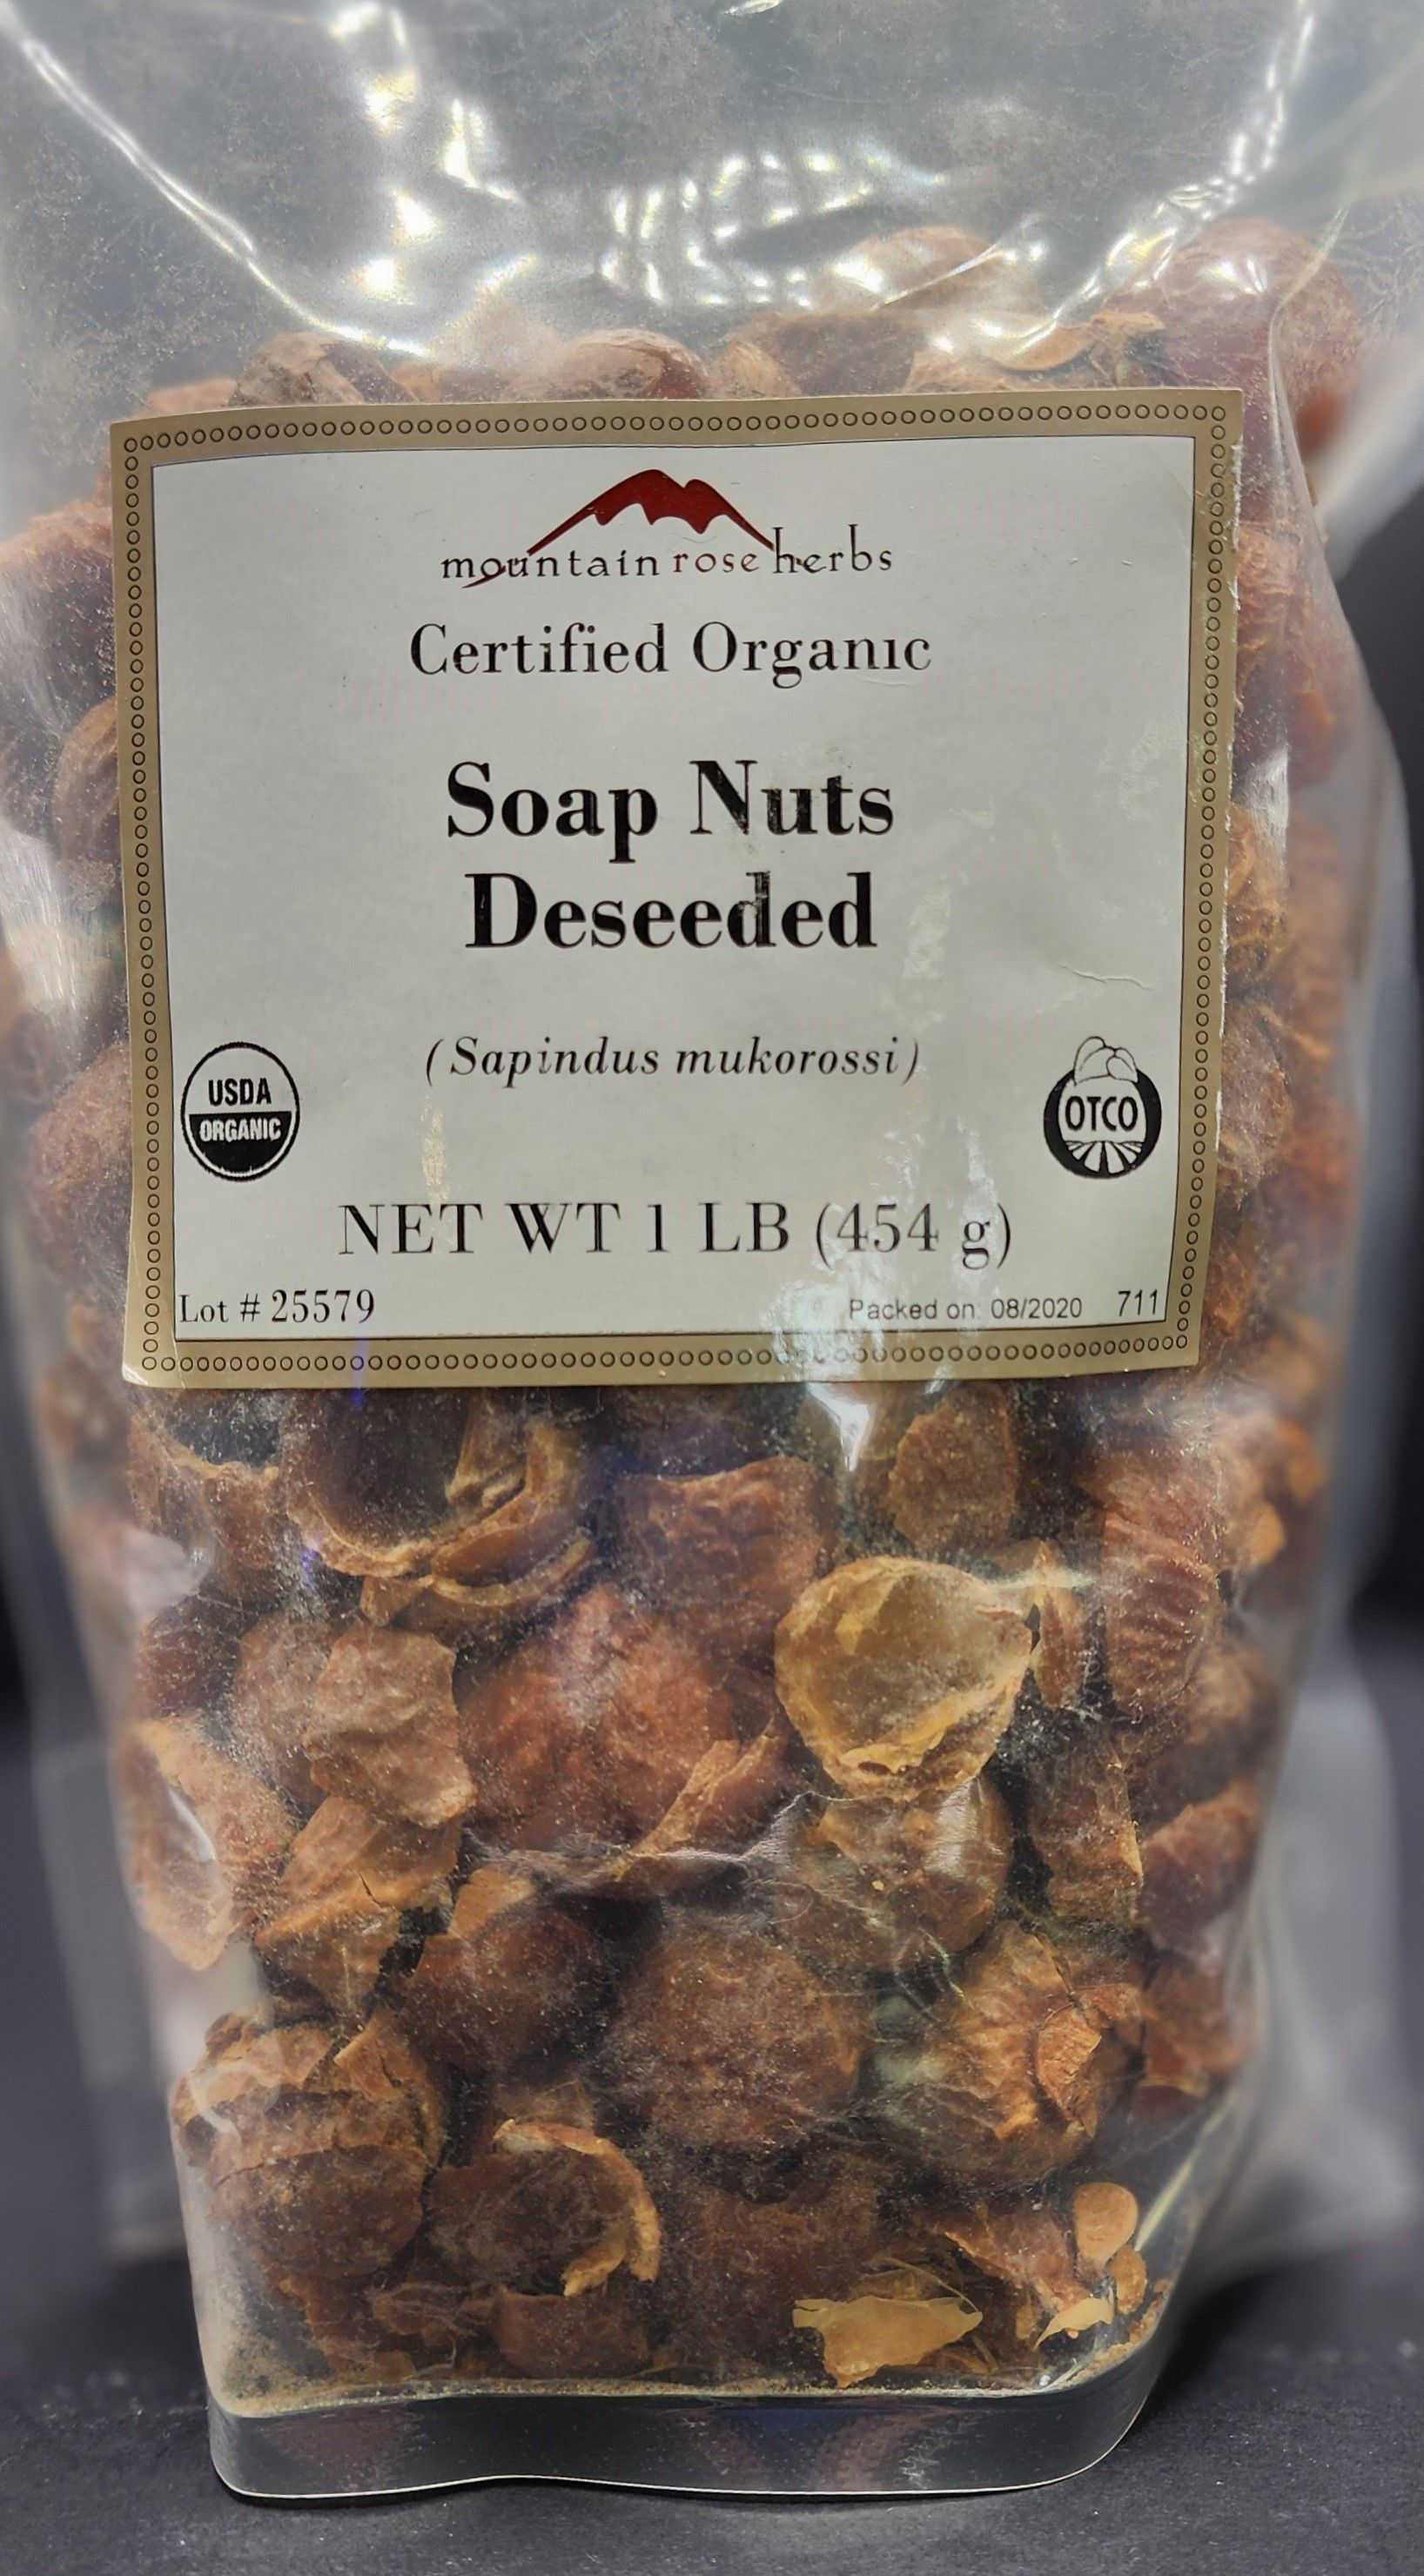 mountain rose herbs
Certified Organic
Soap Nuts
Deseeded
(Sapindus mukorossi)
USDA
ORGANIC
OTCO
NET WT 1 LB (454 g)
Lot # 25579
Packed on: 08/2020 711